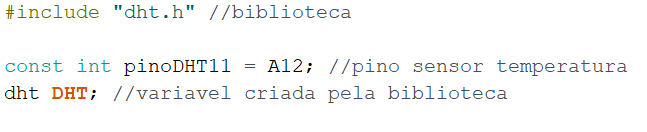 #include "dht.h" //biblioteca
const int pinoDHT11 = A12; //pino sensor temperatura
dht DHT; //variavel criada pela biblioteca